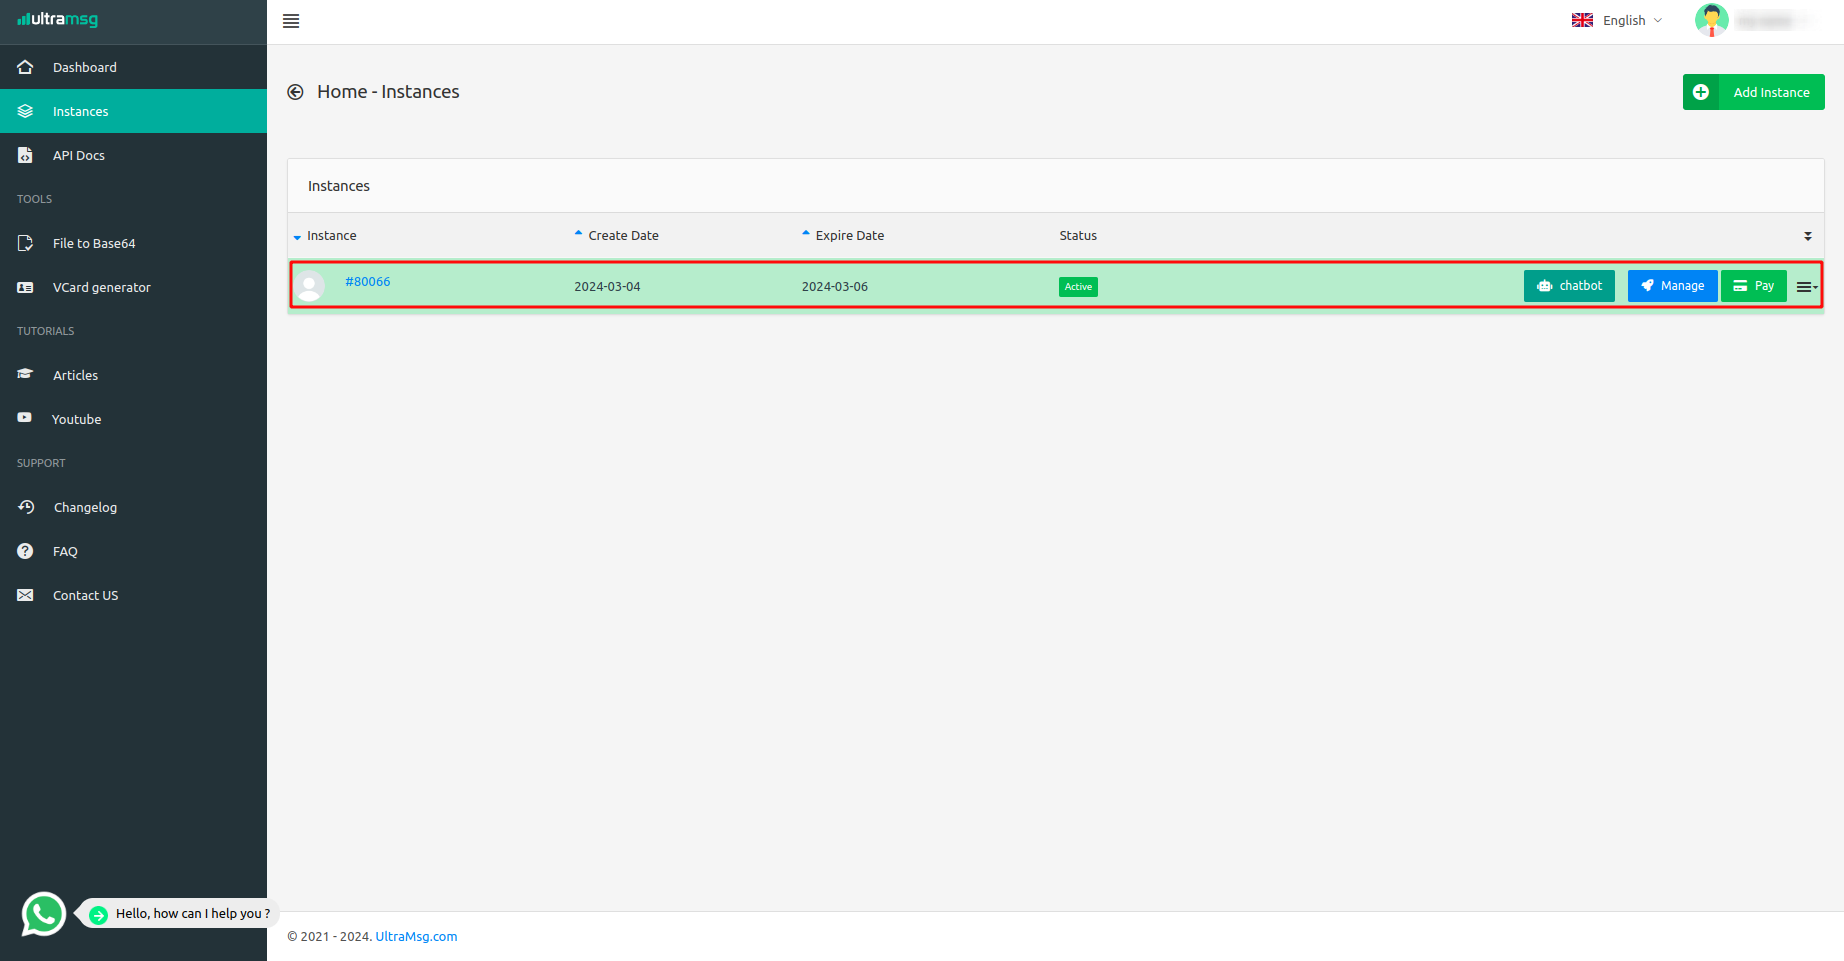 ultramsg
English
Dashboard
Instances
API Docs
TOOLS
File to Base64
VCard generator
TUTORIALS
Articles
Youtube
SUPPORT
Changelog
FAQ
Contact US
Hello, how can I help you ?
Home - Instances
Add Instance
Instances
Instance Create Date Expire Date Status
#80066 2024-03-04 2024-03-06 Active chatbot Manage Pay
© 2021 - 2024. UltraMsg.com